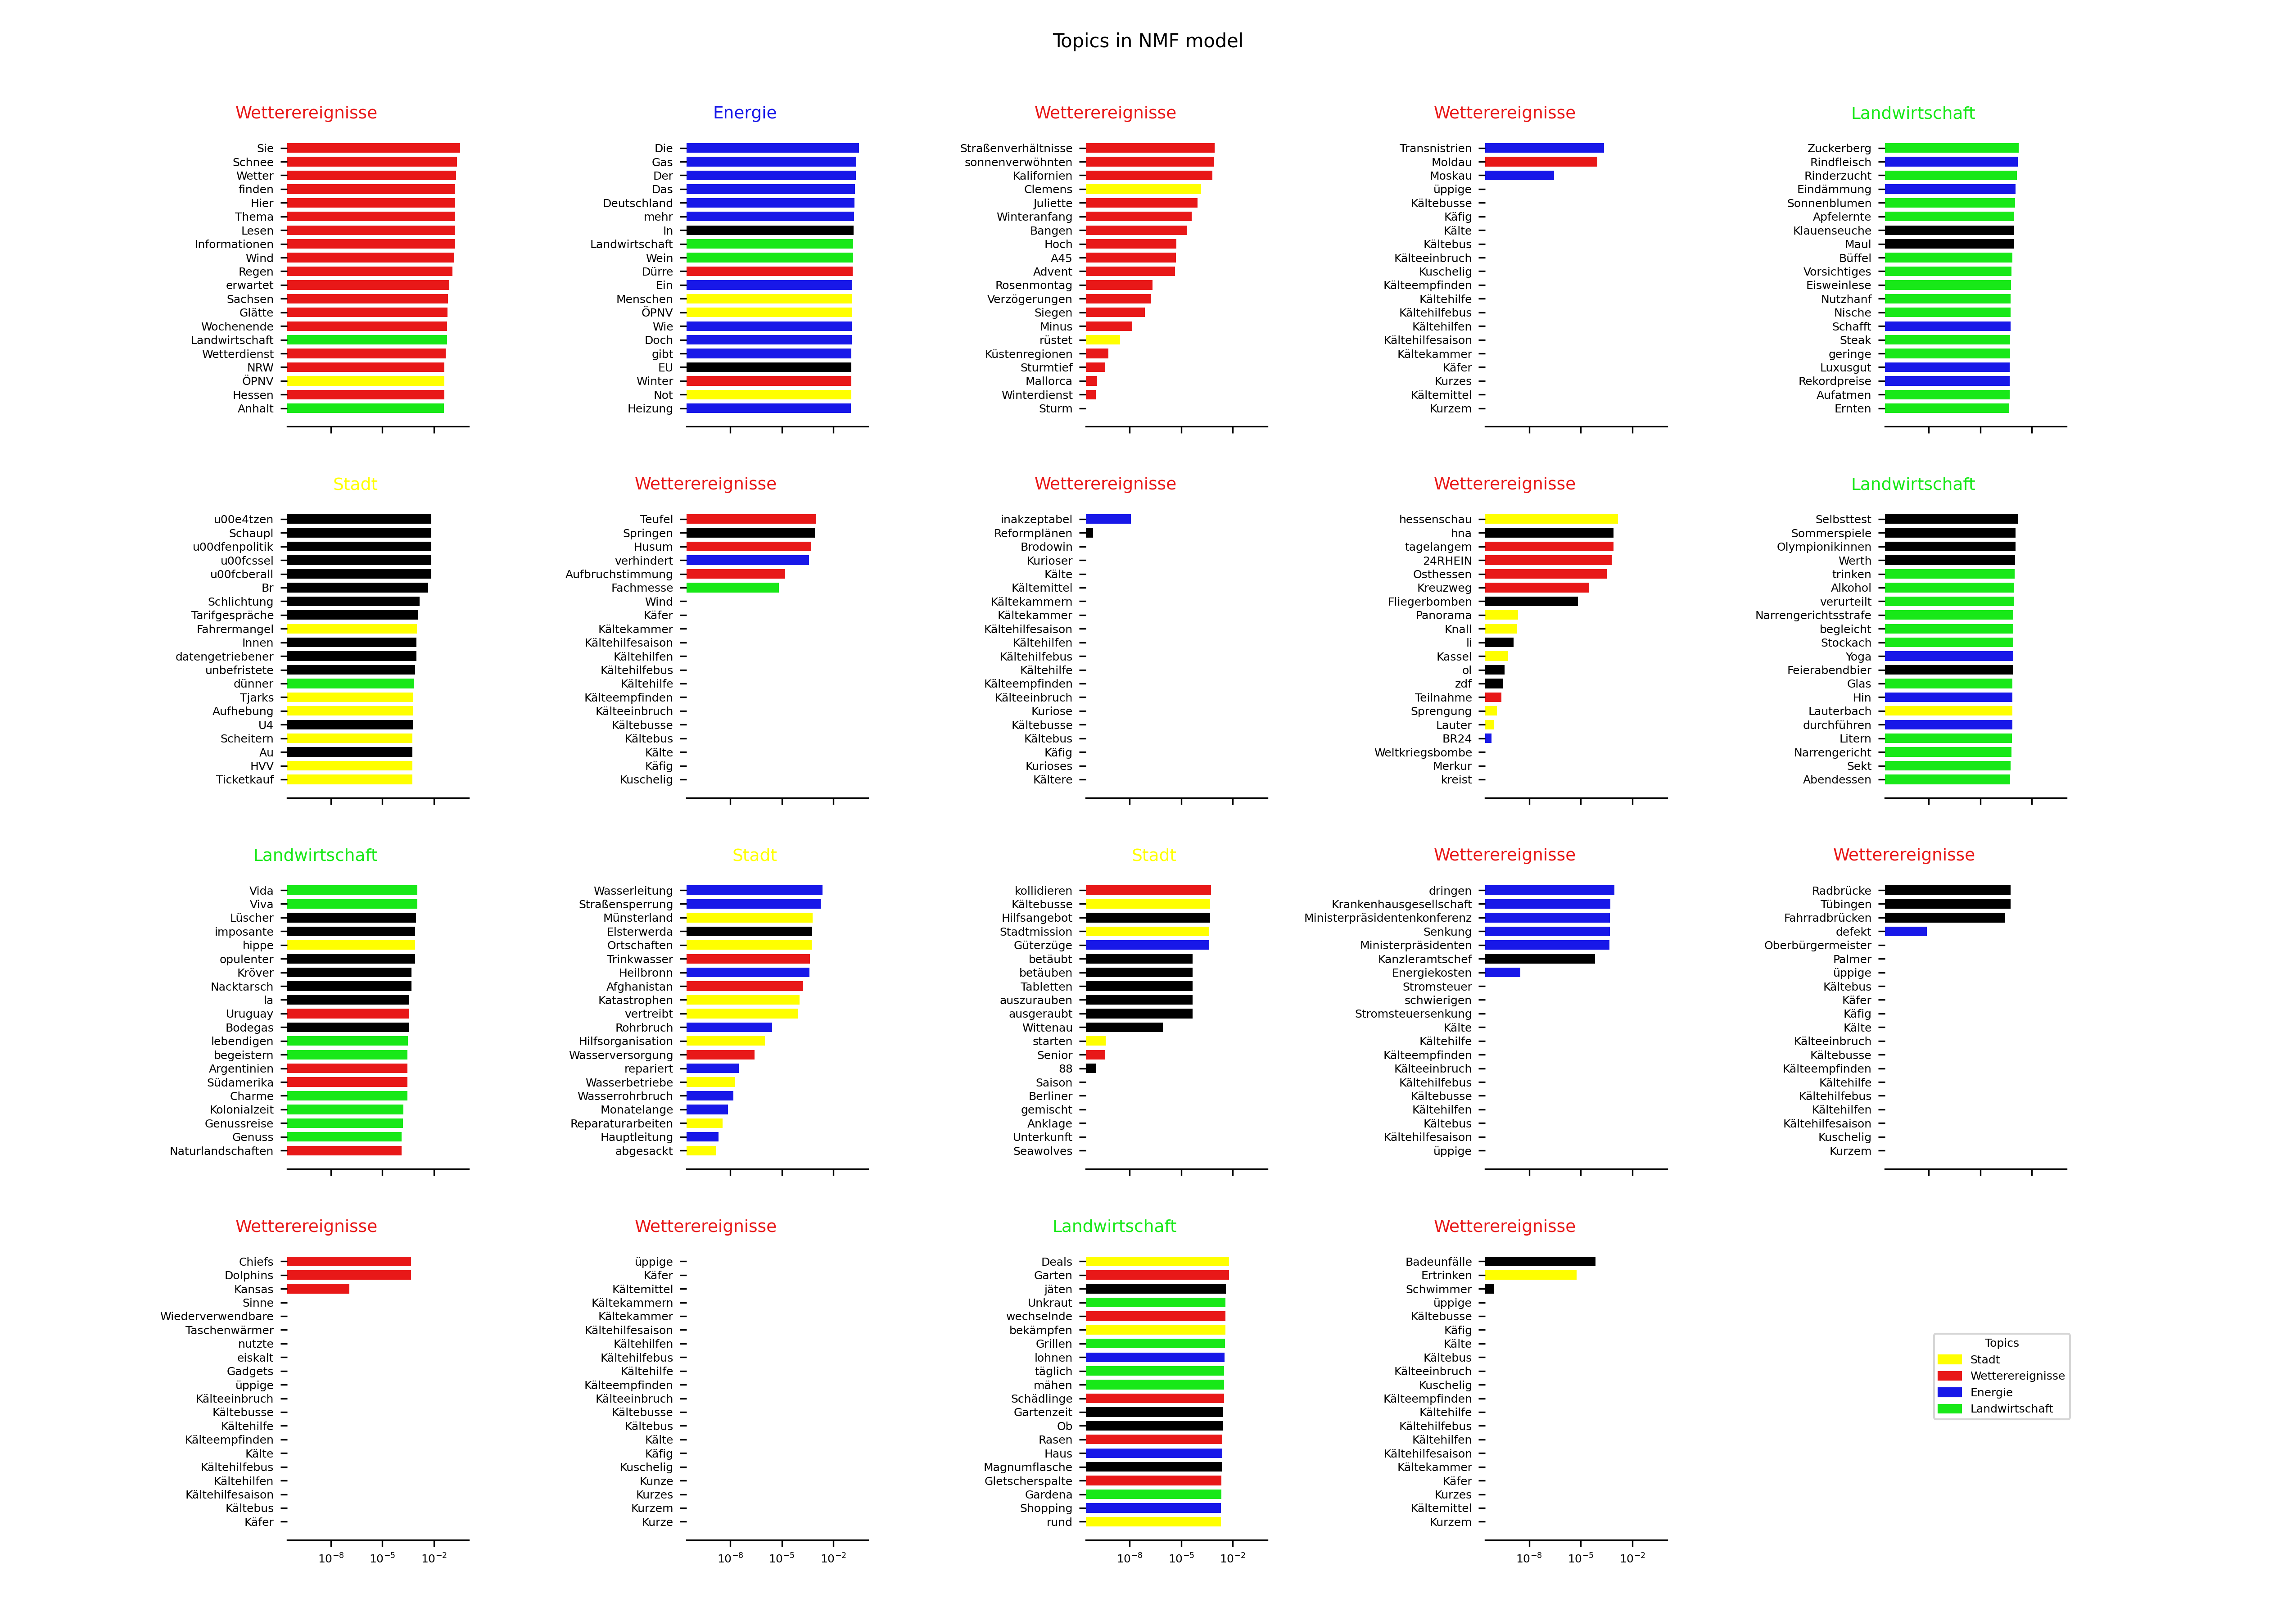 Topics in NMF model
Wetterereignisse
Sie
Schnee
Wetter
finden
Hier
Thema
Lesen
Informationen
Wind
Regen
erwartet
Sachsen
Glätte
Wochenende
Landwirtschaft
Wetterdienst
NRW
ÖPNV
Hessen
Anhalt
Energie
Die
Gas
Der
Das
Deutschland
mehr
In
Landwirtschaft
Wein
Dürre
Ein
Menschen
ÖPNV
Wie
Doch
gibt
EU
Winter
Not
Heizung
Wetterereignisse
Straßenverhältnisse
sonnenverwöhnten
Kalifornien
Clemens
Juliette
Winteranfang
Bangen
Hoch
A45
Advent
Rosenmontag
Verzögerungen
Siegen
Minus
rüstet
Küstenregionen
Sturmtief
Mallorca
Winterdienst
Sturm
Wetterereignisse
Transnistrien
Moldau
Moskau
üppige
Kältebusse
Käfig
Kälte
Kältebus
Kälteeinbruch
Kuschelig
Kälteempfinden
Kältehilfe
Kältehilfebus
Kältehilfen
Kältehilfesaison
Kältekammer
Käfer
Kurzes
Kältemittel
Kurzem
Landwirtschaft
Zuckerberg
Rindfleisch
Rinderzucht
Eindämmung
Sonnenblumen
Apfelernte
Klauenseuche
Maul
Büffel
Vorsichtiges
Eisweinlese
Nutzhanf
Nische
Schafft
Steak
geringe
Luxusgut
Rekordpreise
Aufatmen
Ernten
Stadt
u00e4tzen
Schaupl
u00dfenpolitik
u00fcssel
u00fcberall
Br
Schlichtung
Tarifgespräche
Fahrermangel
Innen
datengetriebener
unbefristete
dünner
Tjarks
Aufhebung
U4
Scheitern
Au
HVV
Ticketkauf
Wetterereignisse
Teufel
Springen
Husum
verhindert
Aufbruchstimmung
Fachmesse
Wind
Käfer
Kältekammer
Kältehilfesaison
Kältehilfen
Kältehilfebus
Kältehilfe
Kälteempfinden
Kälteeinbruch
Kältebusse
Kältebus
Kälte
Käfig
Kuschelig
Wetterereignisse
inakzeptabel
Reformplänen
Brodowin
Kurioser
Kälte
Kältemittel
Kältekammern
Kältekammer
Kältehilfesaison
Kältehilfen
Kältehilfebus
Kältehilfe
Kälteempfinden
Kälteeinbruch
Kuriose
Kältebusse
Kältebus
Käfig
Kurioses
Kältere
Wetterereignisse
hessenschau
hna
tagelangem
24RHEIN
Osthessen
Kreuzweg
Fliegerbomben
Panorama
Knall
li
Kassel
ol
zdf
Teilnahme
Sprengung
Lauter
BR24
Weltkriegsbombe
Merkur
kreist
Landwirtschaft
Selbsttest
Sommerspiele
Olympionikinnen
Werth
trinken
Alkohol
verurteilt
Narrengerichtsstrafe
begleicht
Stockach
Yoga
Feierabendbier
Glas
Hin
Lauterbach
durchführen
Litern
Narrengericht
Sekt
Abendessen
Landwirtschaft
Vida
Viva
Lüscher
imposante
hippe
opulenter
Kröver
Nacktarsch
la
Uruguay
Bodegas
lebendigen
begeistern
Argentinien
Südamerika
Charme
Kolonialzeit
Genussreise
Genuss
Naturlandschaften
Stadt
Wasserleitung
Straßensperrung
Münsterland
Elsterwerda
Ortschaften
Trinkwasser
Heilbronn
Afghanistan
Katastrophen
vertreibt
Rohrbruch
Hilfsorganisation
Wasserversorgung
repariert
Wasserbetriebe
Wasserrohrbruch
Monatelange
Reparaturarbeiten
Hauptleitung
abgesackt
Stadt
kollidieren
Kältebusse
Hilfsangebot
Stadtmission
Güterzüge
betäubt
betäuben
Tabletten
auszurauben
ausgeraubt
Wittenau
starten
Senior
88
Saison
Berliner
gemischt
Anklage
Unterkunft
Seawolves
Wetterereignisse
dringen
Krankenhausgesellschaft
Ministerpräsidentenkonferenz
Senkung
Ministerpräsidenten
Kanzleramtschef
Energiekosten
Stromsteuer
schwierigen
Stromsteuersenkung
Kälte
Kältehilfe
Kälteempfinden
Kälteeinbruch
Kältehilfebus
Kältebusse
Kältehilfen
Kältebus
Kältehilfesaison
üppige
Wetterereignisse
Radbrücke
Tübingen
Fahrradbrücken
defekt
Oberbürgermeister
Palmer
üppige
Kältebus
Käfer
Käfig
Kälte
Kälteeinbruch
Kältebusse
Kälteempfinden
Kältehilfe
Kältehilfebus
Kältehilfen
Kältehilfesaison
Kuschelig
Kurzem
Wetterereignisse
Chiefs
Dolphins
Kansas
Sinne
Wiederverwendbare
Taschenwärmer
nutzte
eiskalt
Gadgets
üppige
Kälteeinbruch
Kältebusse
Kältehilfe
Kälteempfinden
Kälte
Kältehilfebus
Kältehilfen
Kältehilfesaison
Kältebus
Käfer
10⁻⁸ 10⁻⁵ 10⁻²
Wetterereignisse
üppige
Käfer
Kältemittel
Kältekammern
Kältekammer
Kältehilfesaison
Kältehilfen
Kältehilfebus
Kältehilfe
Kälteempfinden
Kälteeinbruch
Kältebusse
Kältebus
Kälte
Käfig
Kuschelig
Kunze
Kurzes
Kurzem
Kurze
10⁻⁸ 10⁻⁵ 10⁻²
Landwirtschaft
Deals
Garten
jäten
Unkraut
wechselnde
bekämpfen
Grillen
lohnen
täglich
mähen
Schädlinge
Gartenzeit
Ob
Rasen
Haus
Magnumflasche
Gletscherspalte
Gardena
Shopping
rund
10⁻⁸ 10⁻⁵ 10⁻²
Wetterereignisse
Badeunfälle
Ertrinken
Schwimmer
üppige
Kältebusse
Käfig
Kälte
Kältebus
Kälteeinbruch
Kuschelig
Kälteempfinden
Kältehilfe
Kältehilfebus
Kältehilfen
Kältehilfesaison
Kältekammer
Käfer
Kurzes
Kältemittel
Kurzem
10⁻⁸ 10⁻⁵ 10⁻²
Topics
Stadt
Wetterereignisse
Energie
Landwirtschaft